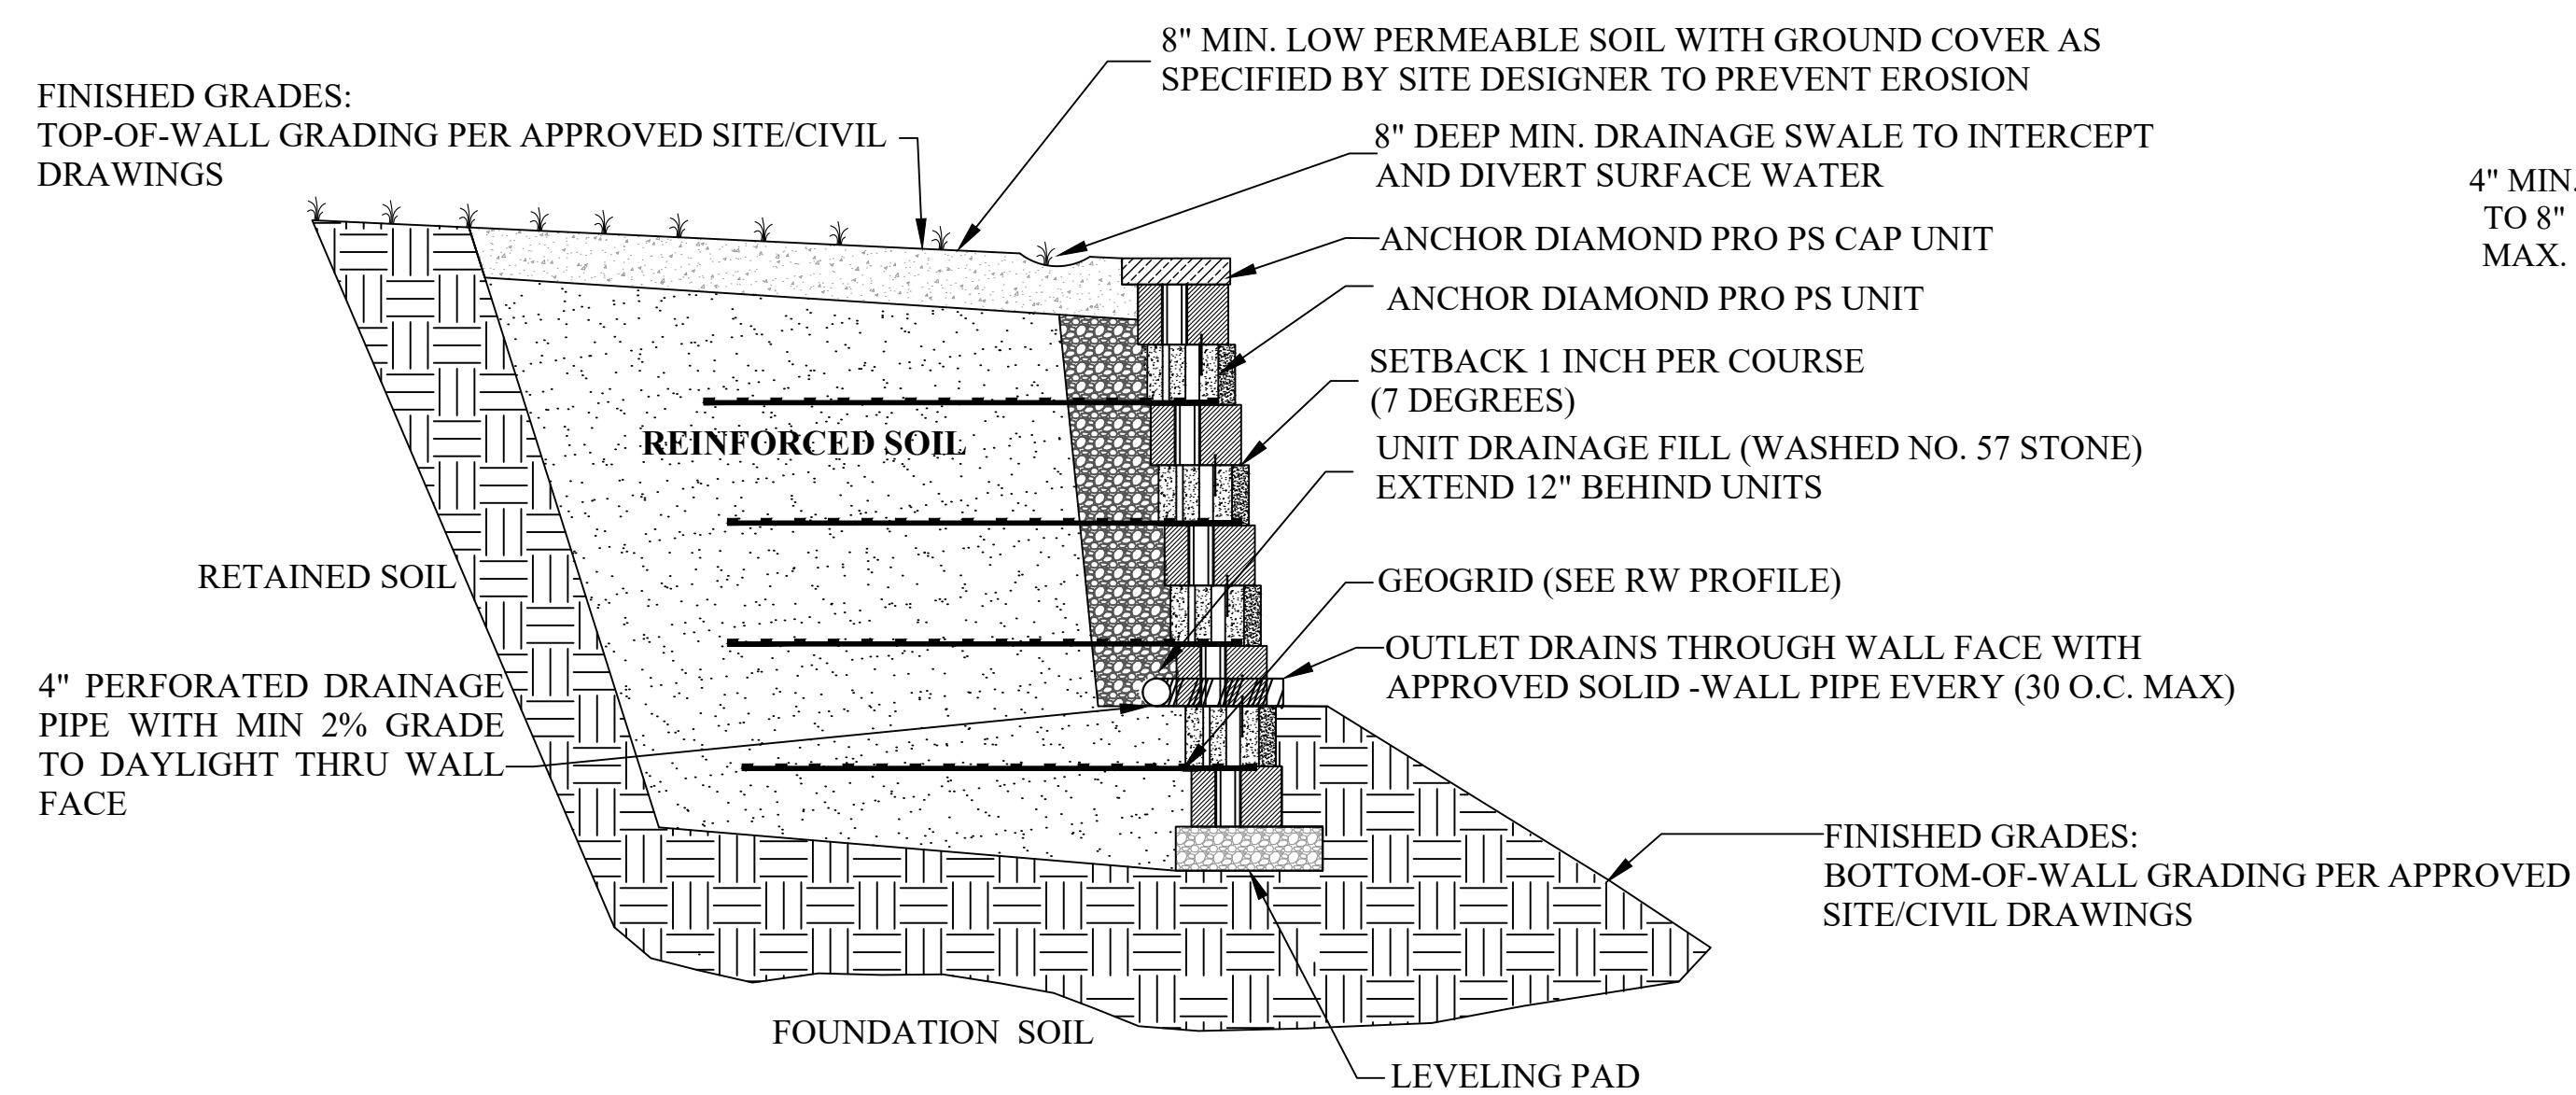 8" MIN. LOW PERMEABLE SOIL WITH GROUND COVER AS
SPECIFIED BY SITE DESIGNER TO PREVENT EROSION
FINISHED GRADES:
TOP-OF-WALL GRADING PER APPROVED SITE/CIVIL
DRAWINGS
8" DEEP MIN. DRAINAGE SWALE TO INTERCEPT
AND DIVERT SURFACE WATER
4" MIN.
TO 8"
MAX.
ANCHOR DIAMOND PRO PS CAP UNIT
ANCHOR DIAMOND PRO PS UNIT
SETBACK 1 INCH PER COURSE
(7 DEGREES)
REINFORCED SOIL
UNIT DRAINAGE FILL (WASHED NO. 57 STONE)
EXTEND 12" BEHIND UNITS
RETAINED SOIL
GEOGRID (SEE RW PROFILE)
OUTLET DRAINS THROUGH WALL FACE WITH
APPROVED SOLID -WALL PIPE EVERY (30 O.C. MAX)
4" PERFORATED DRAINAGE
PIPE WITH MIN 2% GRADE
TO DAYLIGHT THRU WALL
FACE
FINISHED GRADES:
BOTTOM-OF-WALL GRADING PER APPROVED
SITE/CIVIL DRAWINGS
FOUNDATION SOIL
LEVELING PAD